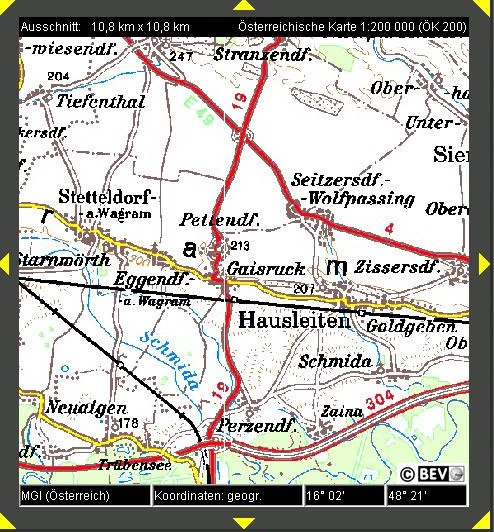 Ausschnitt: 10,8 km x 10,8 km Österreichische Karte 1:200 000 (ÖK 200)
-wiesendf.
247
Stranzendf.
204
Tiefenthal
19
E 49
Ober-
Unter-
Sier
Seitzersdf.-
-Wolfpassing
Stetteldorf-
-a.Wagram
Ober
r
Pettendf.
4
a
213
Starnwörth
Gaisruck
m
Zissersdf.
Eggendf.-
-a.Wagram
201
Hausleiten
Goldgeben
Ob
Schmida
Schmida
19
304
Neuaigen
178
Zaina
Perzendf.
df.
Trübensee
© BEV
MGI (Österreich) Koordinaten: geogr. 16° 02' 48° 21'